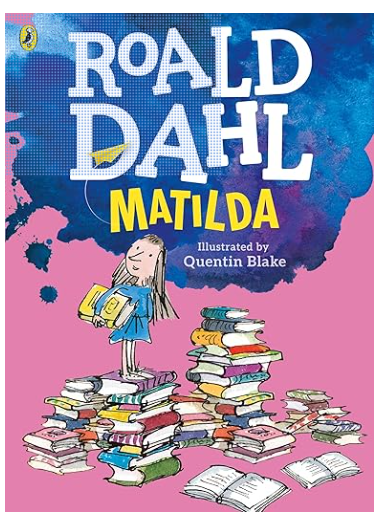 ROALD
DAHL
MATILDA
Illustrated by
Quentin Blake